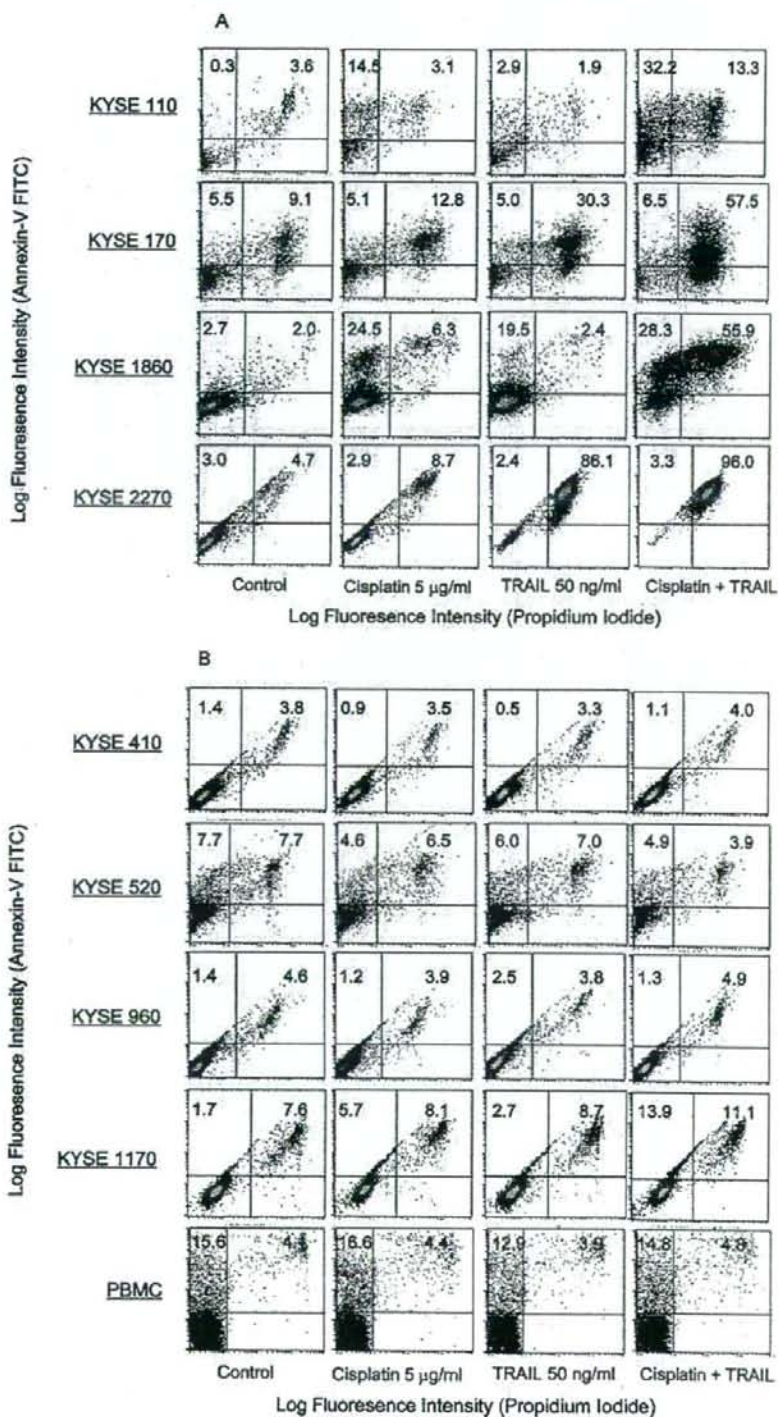 A
0.3 3.6 14.5 3.1 2.9 1.9 32.2 13.3
KYSE 110
5.5 9.1 5.1 12.8 5.0 30.3 6.5 57.5
KYSE 170
2.7 2.0 24.5 6.3 19.5 2.4 28.3 55.9
KYSE 1860
3.0 4.7 2.9 8.7 2.4 86.1 3.3 96.0
KYSE 2270
Log Fluoresence Intensity (Annexin-V FITC)
Control Cisplatin 5 μg/ml TRAIL 50 ng/ml Cisplatin + TRAIL
Log Fluoresence Intensity (Propidium Iodide)
B
1.4 3.8 0.9 3.5 0.5 3.3 1.1 4.0
KYSE 410
7.7 7.7 4.6 6.5 6.0 7.0 4.9 3.9
KYSE 520
1.4 4.6 1.2 3.9 2.5 3.8 1.3 4.9
KYSE 960
1.7 7.6 5.7 8.1 2.7 8.7 13.9 11.1
KYSE 1170
15.6 16.6 4.4 12.9 3.9 14.8 4.8
PBMC
Log Fluoresence Intensity (Annexin-V FITC)
Control Cisplatin 5 μg/ml TRAIL 50 ng/ml Cisplatin + TRAIL
Log Fluoresence Intensity (Propidium Iodide)